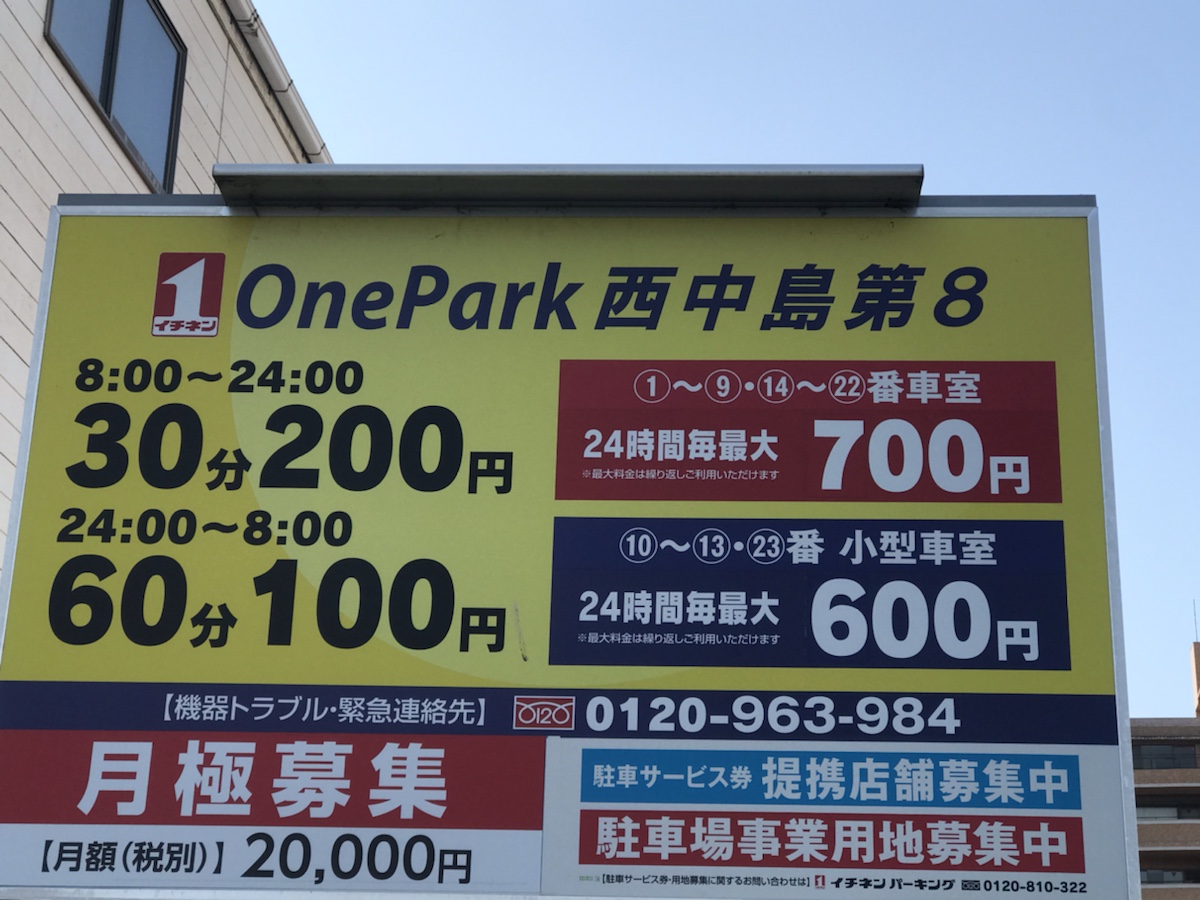 1 イチネン OnePark 西中島第8
8:00～24:00
30分200円
24:00～8:00
60分100円
①～⑨・⑭～㉒番車室
24時間毎最大 700円
※最大料金は繰り返しご利用いただけます
⑩～⑬・㉓番 小型車室
24時間毎最大 600円
※最大料金は繰り返しご利用いただけます
【機器トラブル・緊急連絡先】 0120 0120-963-984
月極募集
【月額(税別)】 20,000円
駐車サービス券 提携店舗募集中
駐車場事業用地募集中
【駐車サービス券・用地募集に関するお問い合わせは】 1 イチネンパーキング 0120-810-322